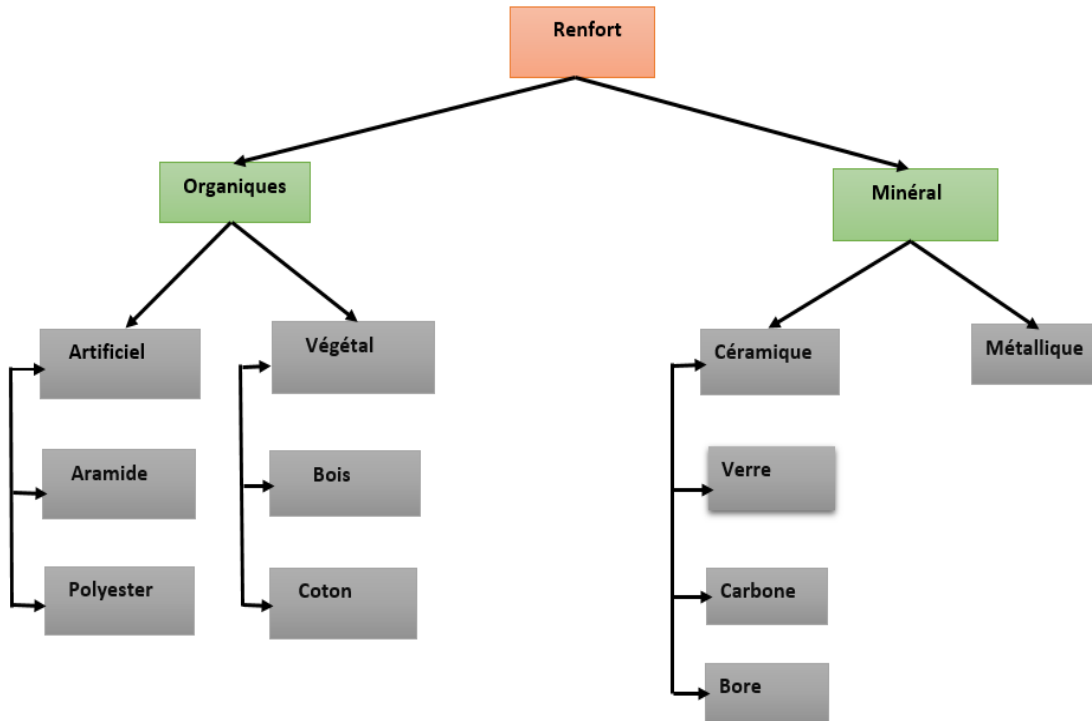 Renfort
Organiques
Minéral
Artificiel
Végétal
Céramique
Métallique
Aramide
Bois
Verre
Polyester
Coton
Carbone
Bore